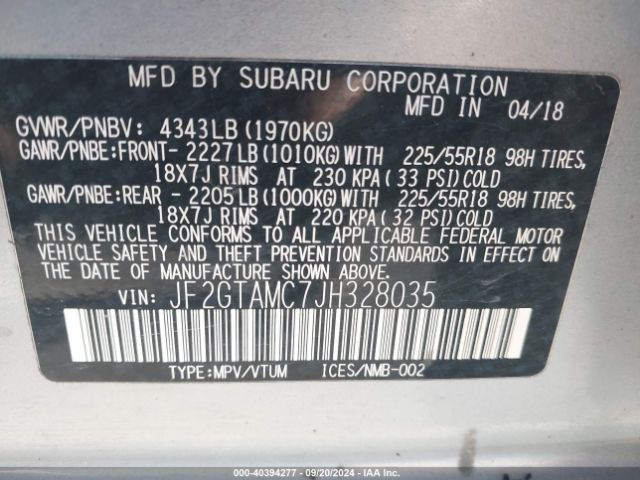 MFD BY SUBARU CORPORATION
MFD IN 04/18
GVWR/PNBV: 4343LB (1970KG)
GAWR/PNBE:FRONT- 2227LB(1010KG)WITH 225/55R18 98H TIRES,
18X7J RIMS AT 230 KPA (33 PSI)COLD
GAWR/PNBE:REAR - 2205LB(1000KG)WITH 225/55R18 98H TIRES,
18X7J RIMS AT 220 KPA (32 PSI)COLD
THIS VEHICLE CONFORMS TO ALL APPLICABLE FEDERAL MOTOR
VEHICLE SAFETY AND THEFT PREVENTION STANDARDS IN EFFECT ON
THE DATE OF MANUFACTURE SHOWN ABOVE.
VIN: JF2GTAMC7JH328035
TYPE:MPV/VTUM ICES/NMB-002
© - 40394277 - 09/20/2024 - IAA, Inc. - All Rights Reserved